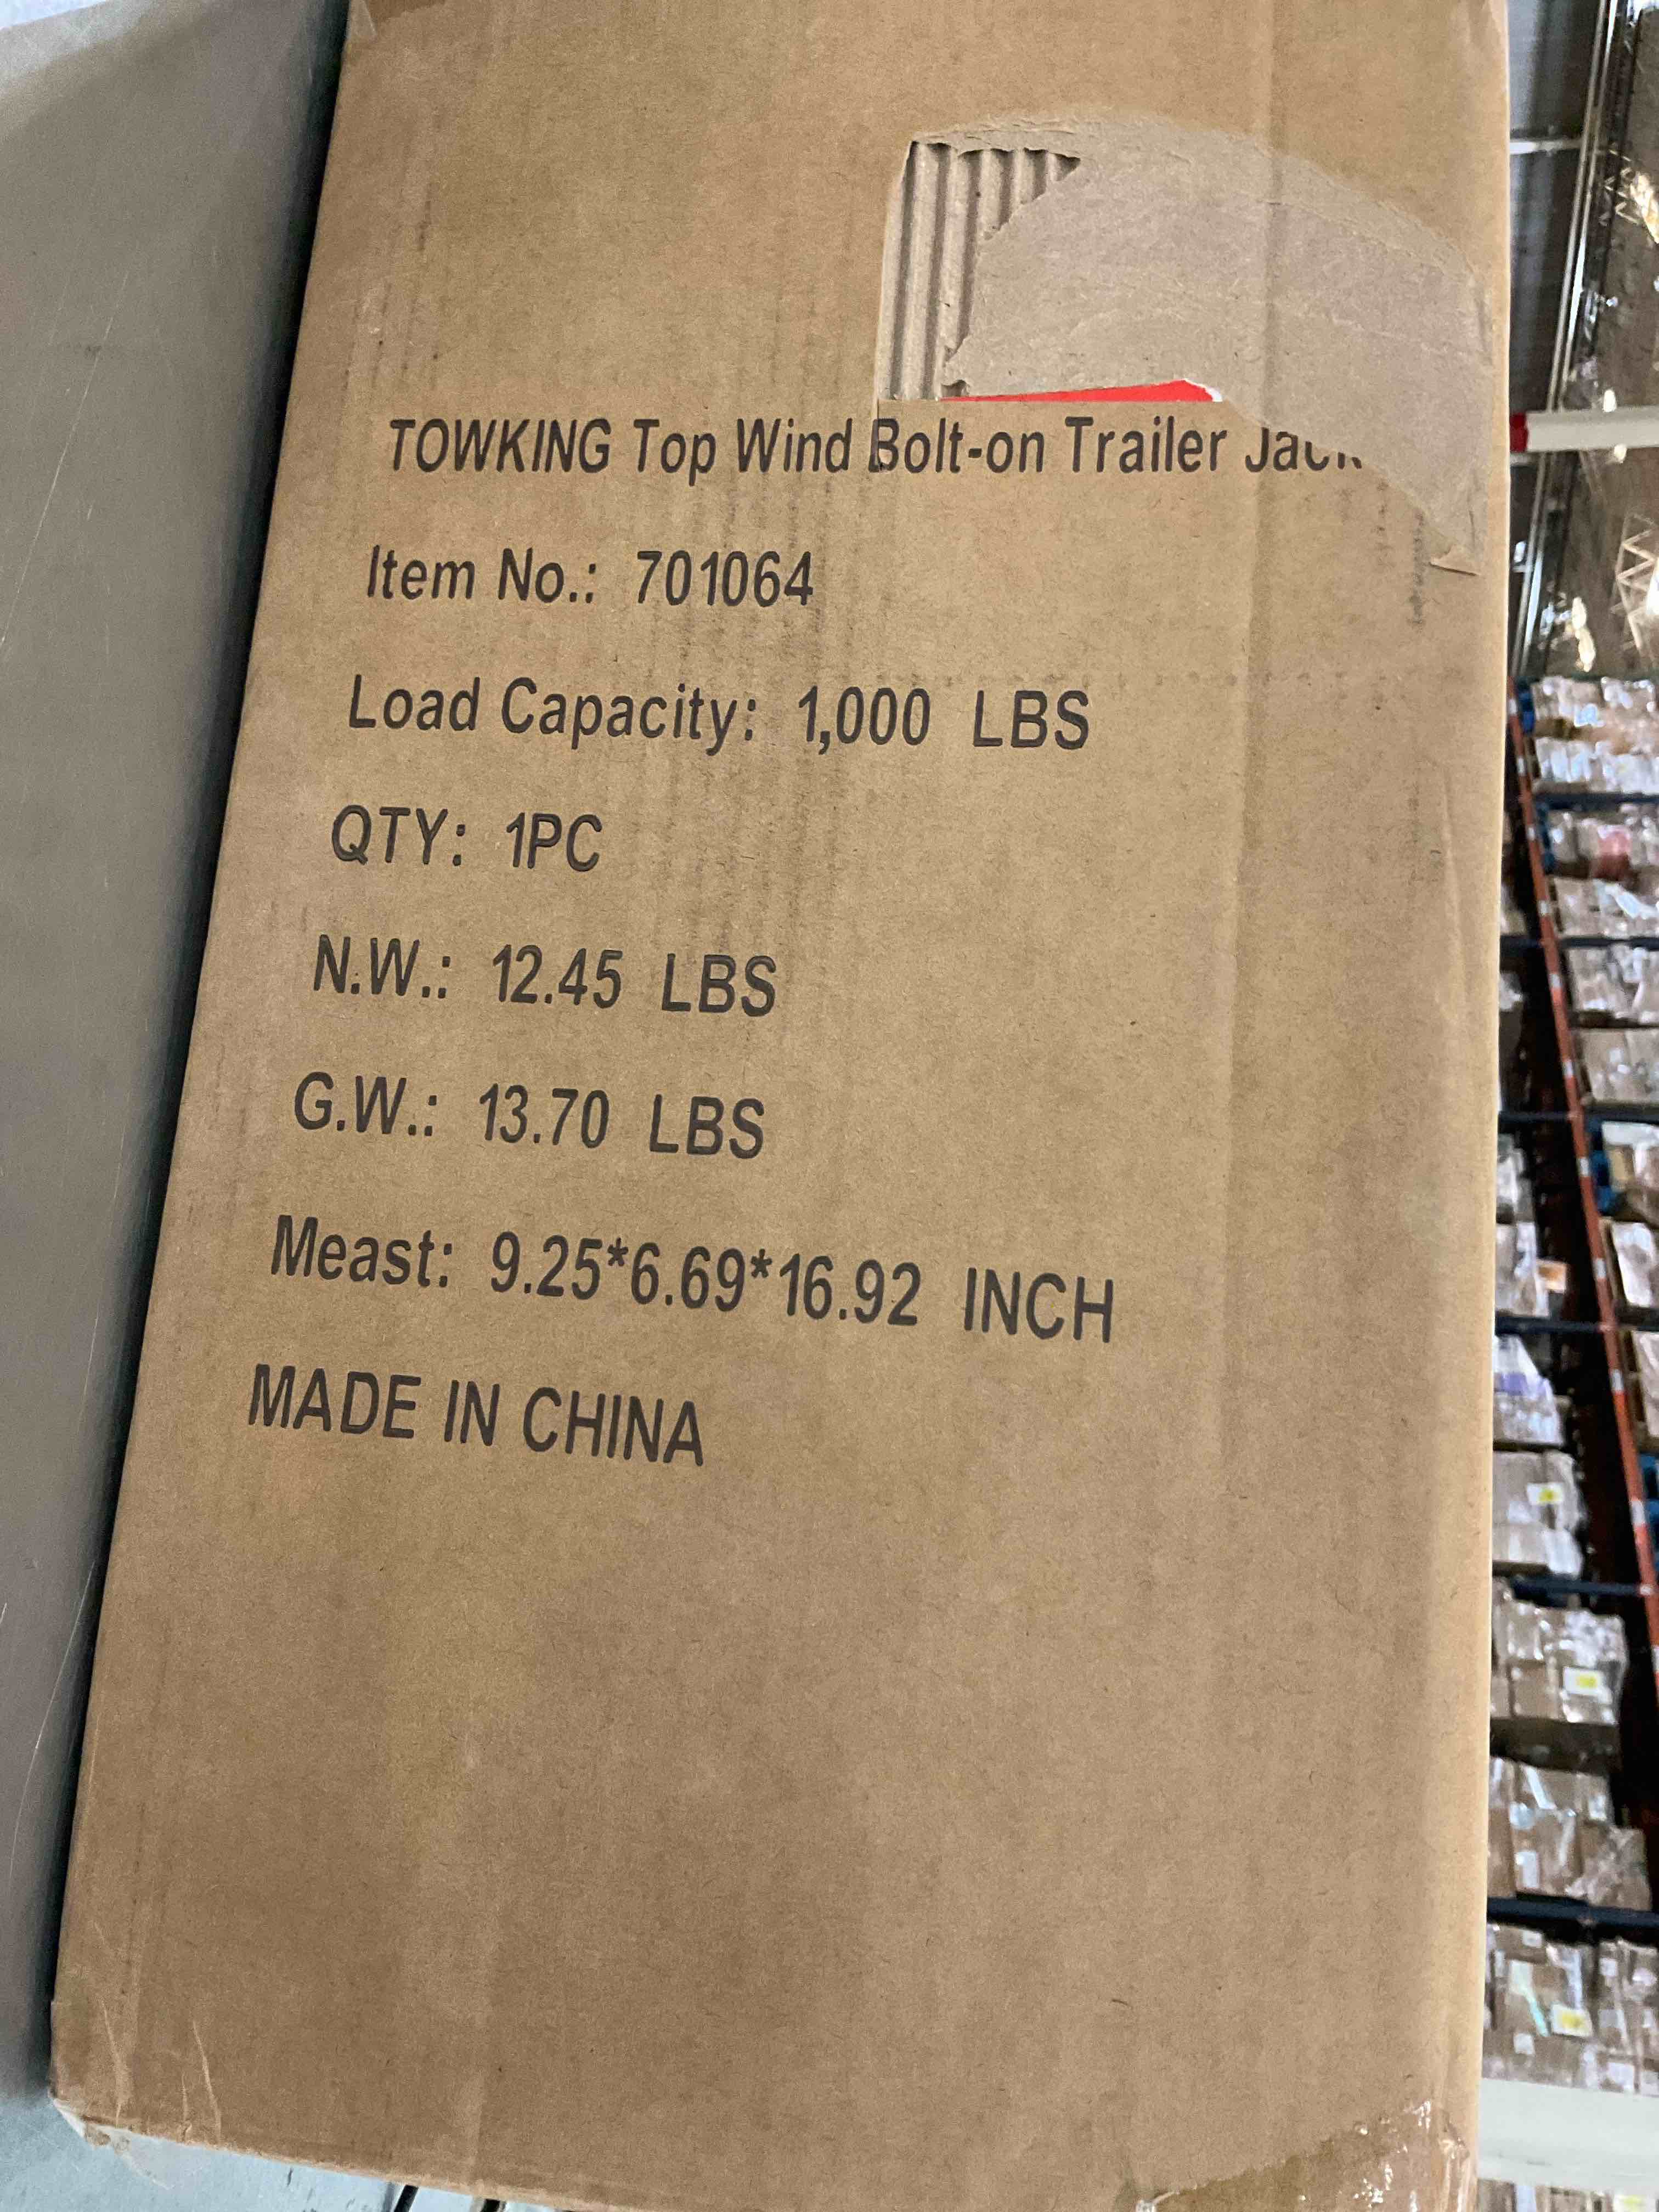 TOWKING Top Wind Bolt-on Trailer
Item No.: 701064
Load Capacity: 1,000 LBS
QTY: 1PC
N.W.: 12.45 LBS
G.W.: 13.70 LBS
Meast: 9.25*6.69*16.92 INCH
MADE IN CHINA